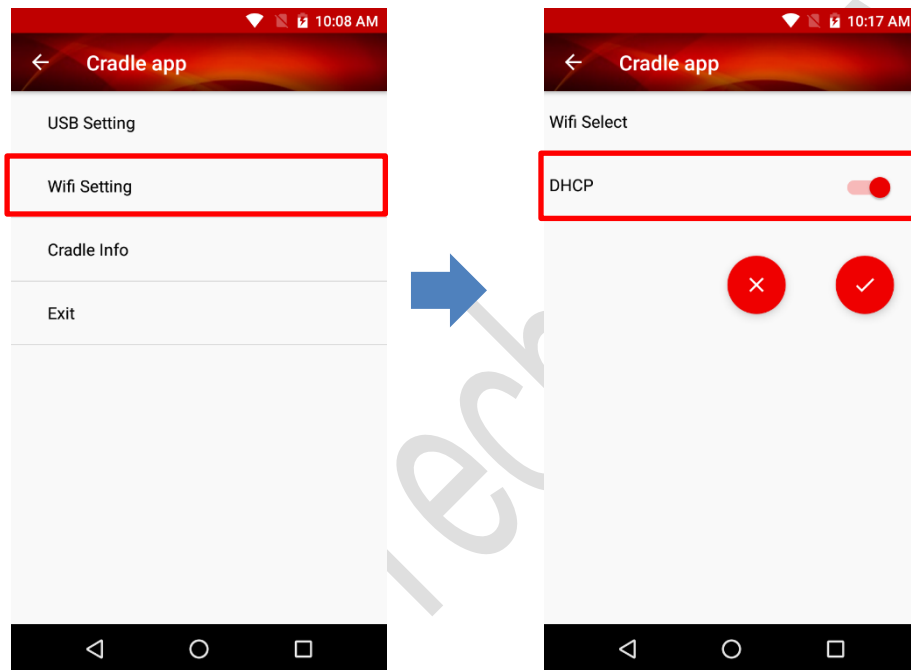 10:08 AM
Cradle app
USB Setting
Wifi Setting
Cradle Info
Exit
10:17 AM
Cradle app
Wifi Select
DHCP
Tech